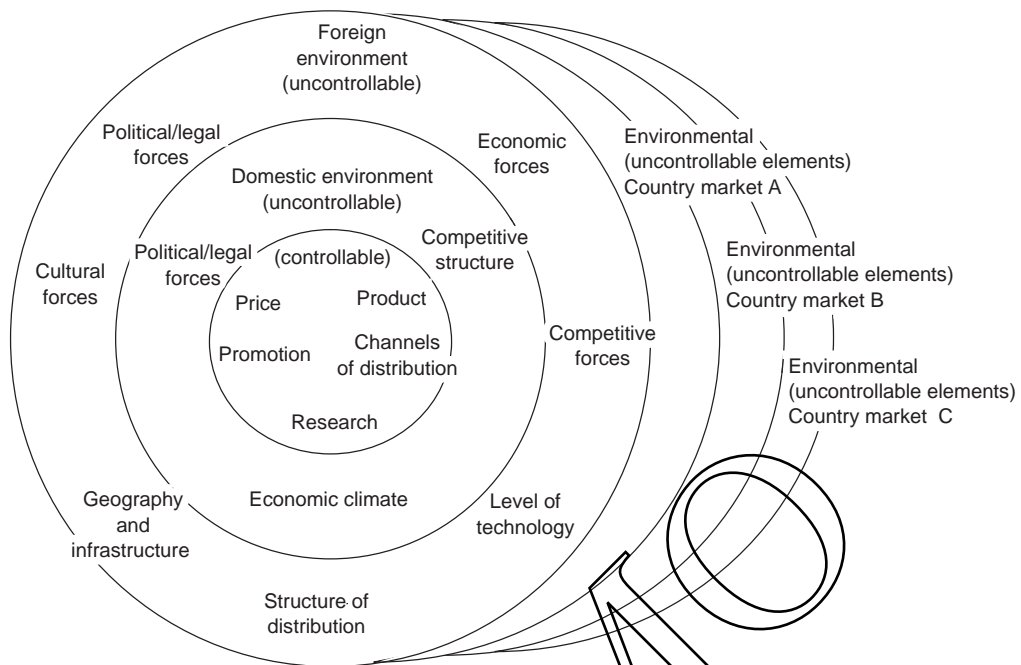 Foreign
environment
(uncontrollable)
Political/legal
forces
Economic
forces
Cultural
forces
Competitive
forces
Geography
and
infrastructure
Level of
technology
Structure of
distribution
Domestic environment
(uncontrollable)
Political/legal
forces
Competitive
structure
Economic climate
(controllable)
Price
Product
Promotion
Channels
of distribution
Research
Environmental
(uncontrollable elements)
Country market A
Environmental
(uncontrollable elements)
Country market B
Environmental
(uncontrollable elements)
Country market C